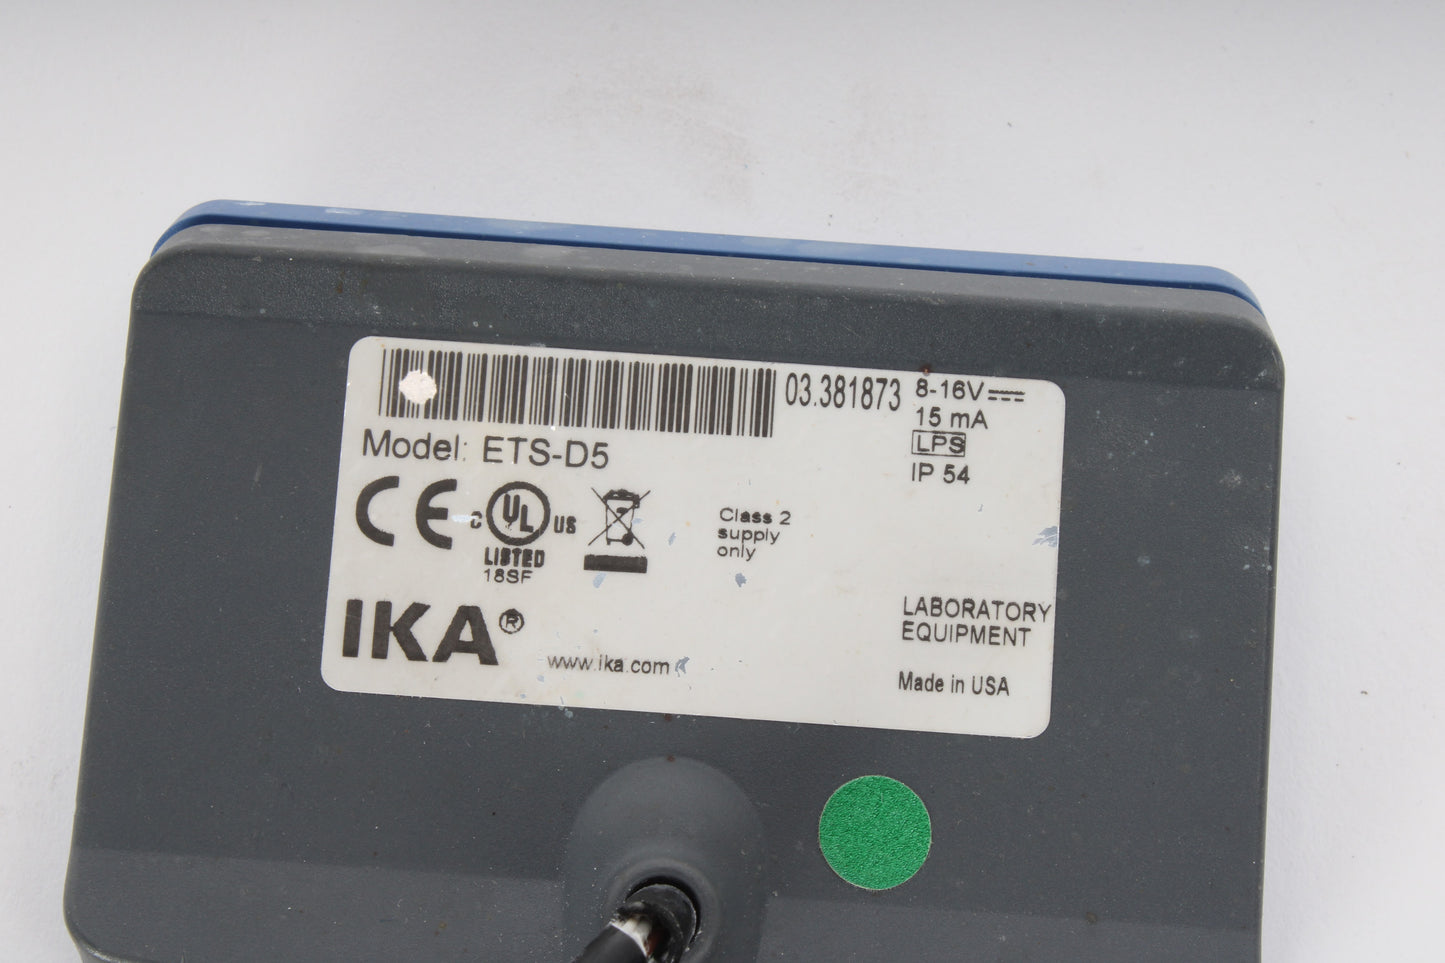 03.381873
8-16V
15 mA
LPS
IP 54
Model: ETS-D5
CE
C UL US
LISTED
18SF
Class 2
supply
only
IKA®
www.ika.com
LABORATORY
EQUIPMENT
Made in USA